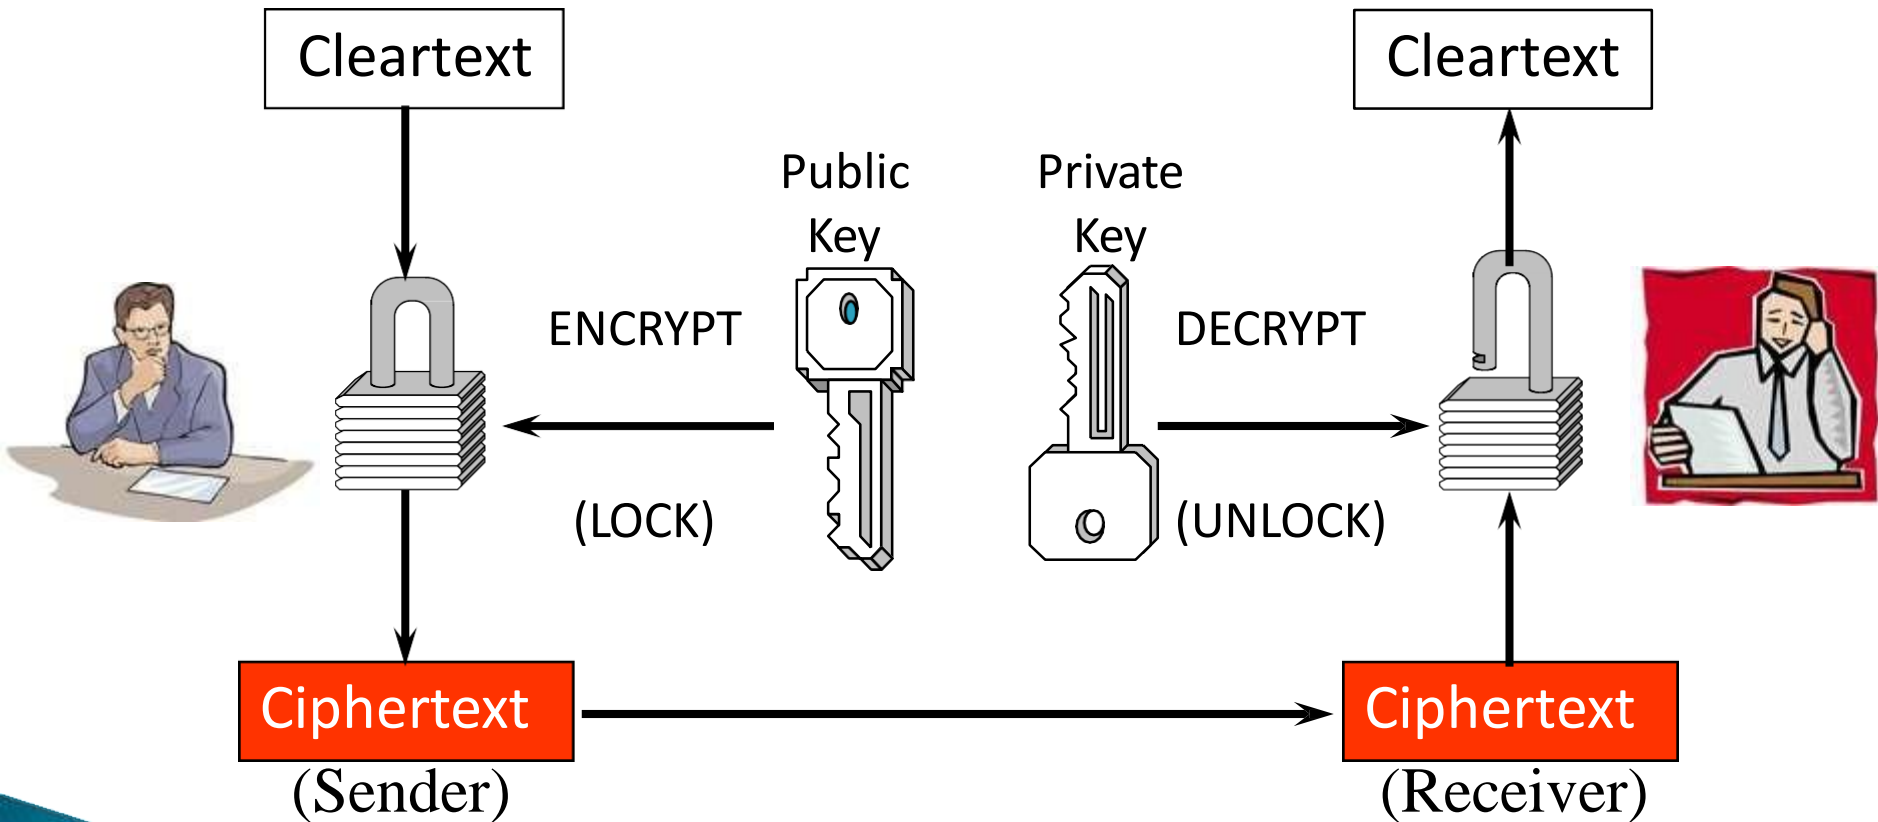 Cleartext
Cleartext
Public
Key
Private
Key
ENCRYPT
DECRYPT
(LOCK)
(UNLOCK)
Ciphertext
Ciphertext
(Sender)
(Receiver)